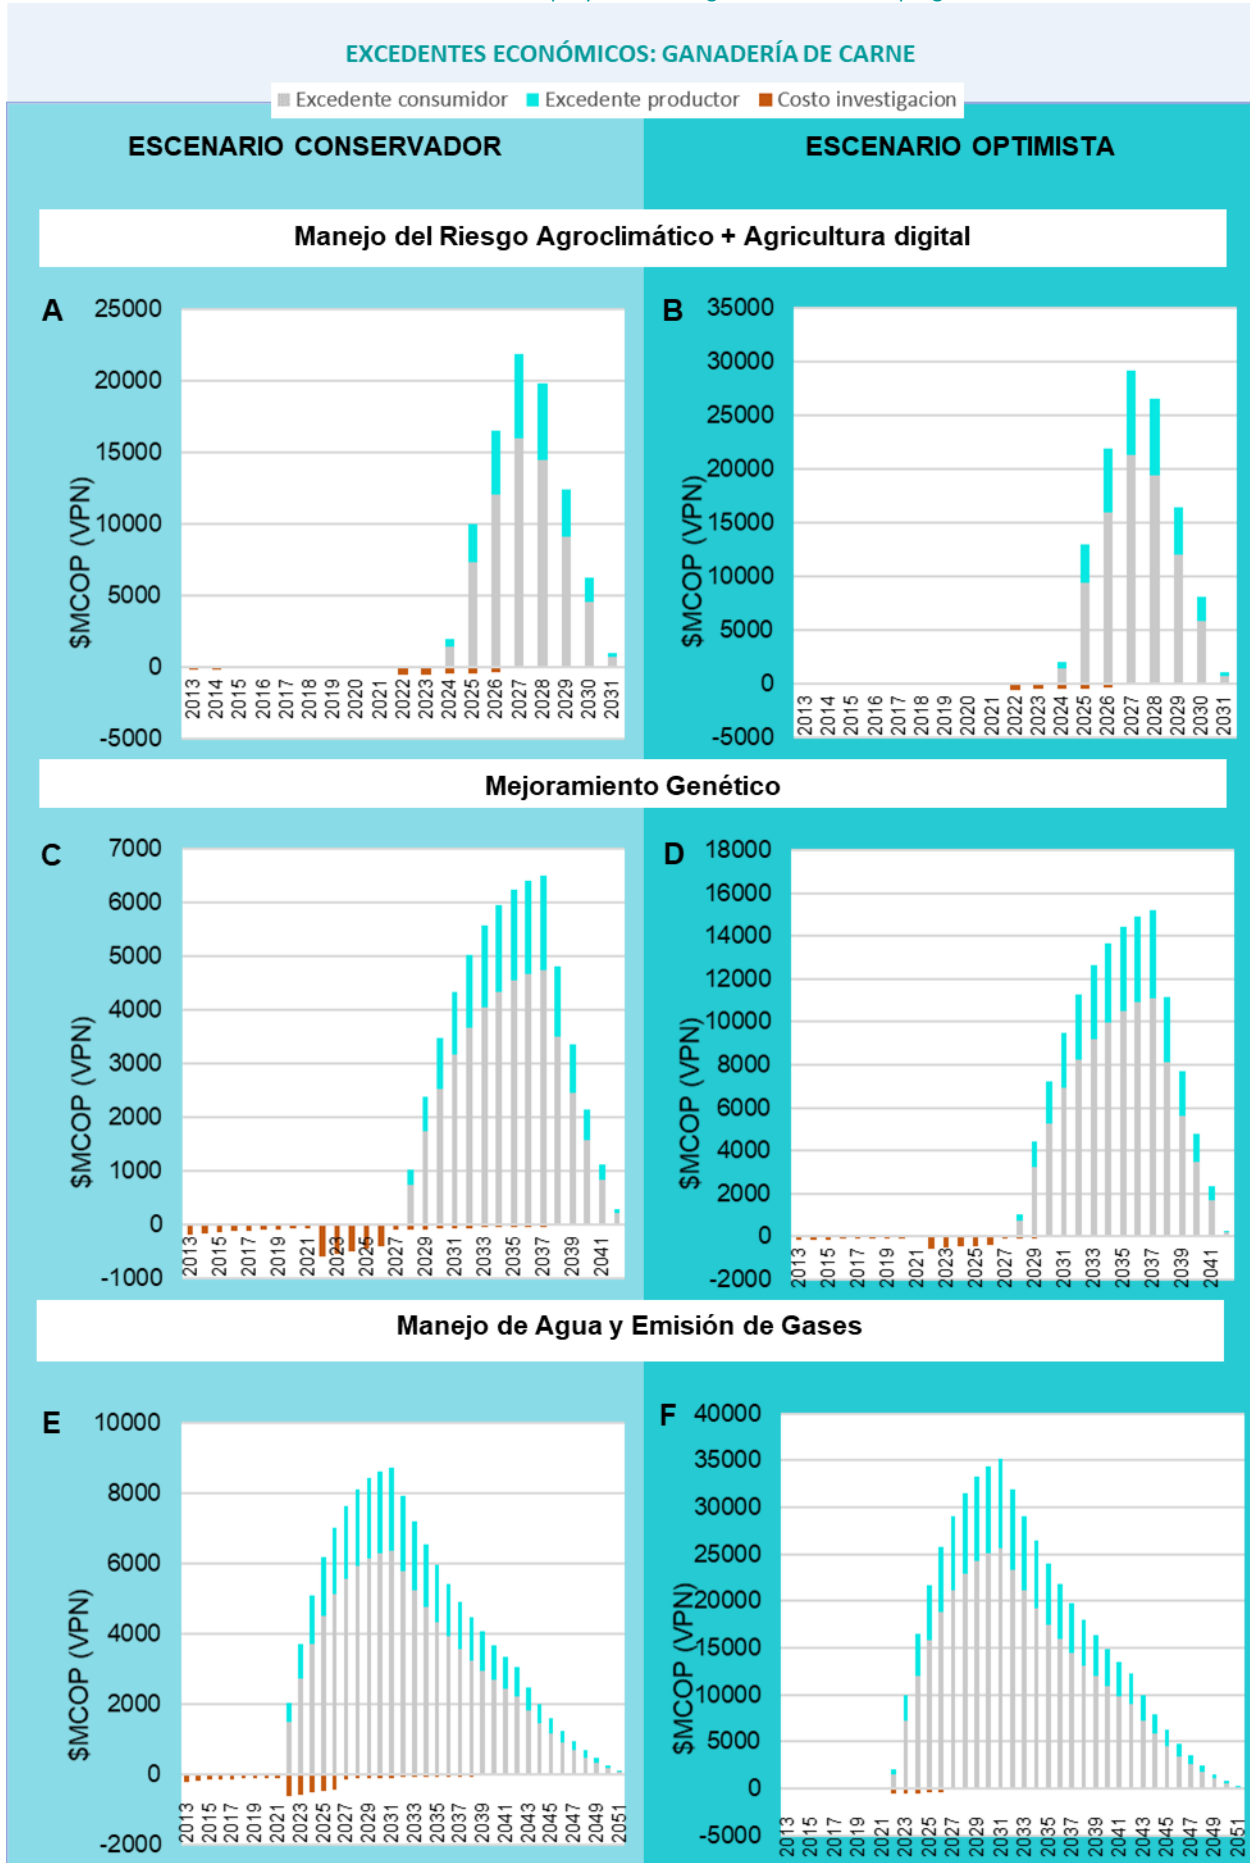 EXCEDENTES ECONÓMICOS: GANADERÍA DE CARNE
Excedente consumidor Excedente productor Costo investigacion
ESCENARIO CONSERVADOR ESCENARIO OPTIMISTA
Manejo del Riesgo Agroclimático + Agricultura digital
A
$MCOP (VPN)
25000
20000
15000
10000
5000
0
-5000
2013 2014 2015 2016 2017 2018 2019 2020 2021 2022 2023 2024 2025 2026 2027 2028 2029 2030 2031
B
$MCOP (VPN)
35000
30000
25000
20000
15000
10000
5000
0
-5000
2013 2014 2015 2016 2017 2018 2019 2020 2021 2022 2023 2024 2025 2026 2027 2028 2029 2030 2031
Mejoramiento Genético
C
$MCOP (VPN)
7000
6000
5000
4000
3000
2000
1000
0
-1000
2013 2015 2017 2019 2021 2023 2025 2027 2029 2031 2033 2035 2037 2039 2041
D
$MCOP (VPN)
18000
16000
14000
12000
10000
8000
6000
4000
2000
0
-2000
2013 2015 2017 2019 2021 2023 2025 2027 2029 2031 2033 2035 2037 2039 2041
Manejo de Agua y Emisión de Gases
E
$MCOP (VPN)
10000
8000
6000
4000
2000
0
-2000
2013 2015 2017 2019 2021 2023 2025 2027 2029 2031 2033 2035 2037 2039 2041 2043 2045 2047 2049 2051
F
$MCOP (VPN)
40000
35000
30000
25000
20000
15000
10000
5000
0
-5000
2013 2015 2017 2019 2021 2023 2025 2027 2029 2031 2033 2035 2037 2039 2041 2043 2045 2047 2049 2051